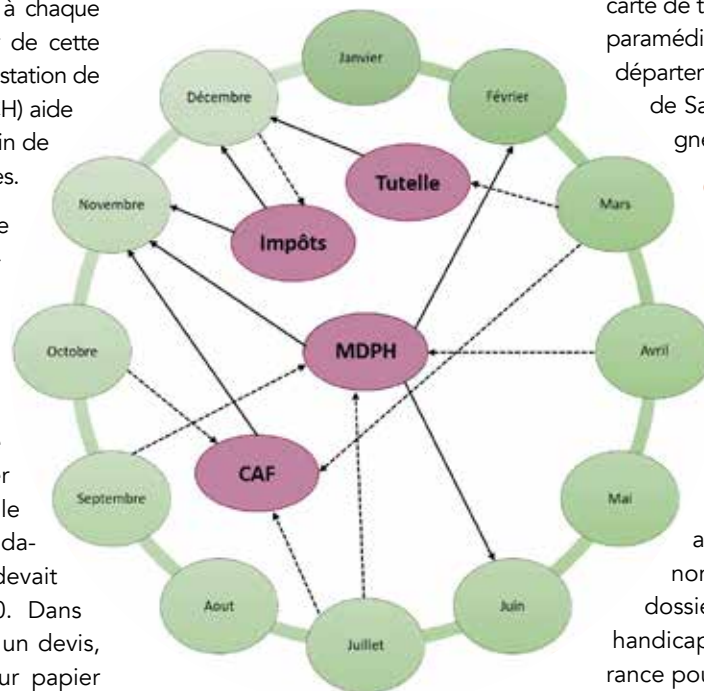 à chaque
de cette
station de
H) aide
in de
es.
e
or
le
da-
devait
0. Dans
un devis,
ur papier
Janvier
Février
Mars
Avril
Mai
Juin
Juillet
Aout
Septembre
Octobre
Novembre
Décembre
Tutelle
Impôts
MDPH
CAF
carte de t
paramédi
départem
de Sa
gne
a
nor
dossie
handicap
rance pou